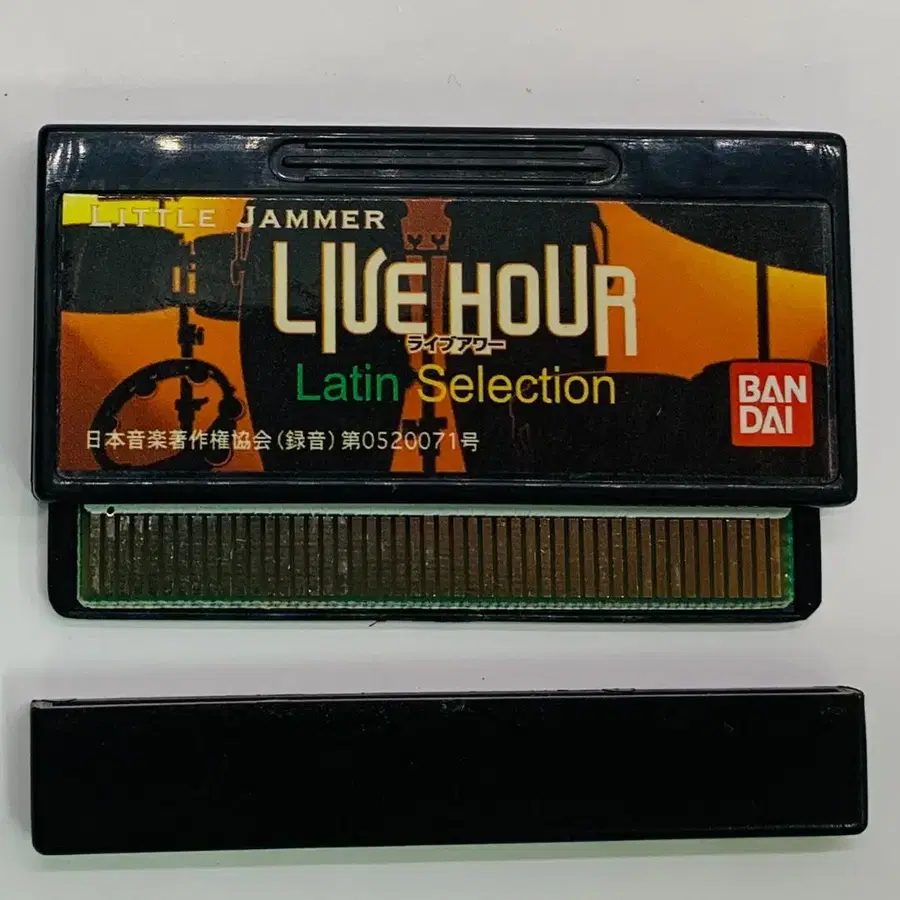 LITTLE JAMMER
LIVE HOUR
ライブアワー
Latin Selection
BAN
DAI
日本音楽著作権協会(録音)第0520071号